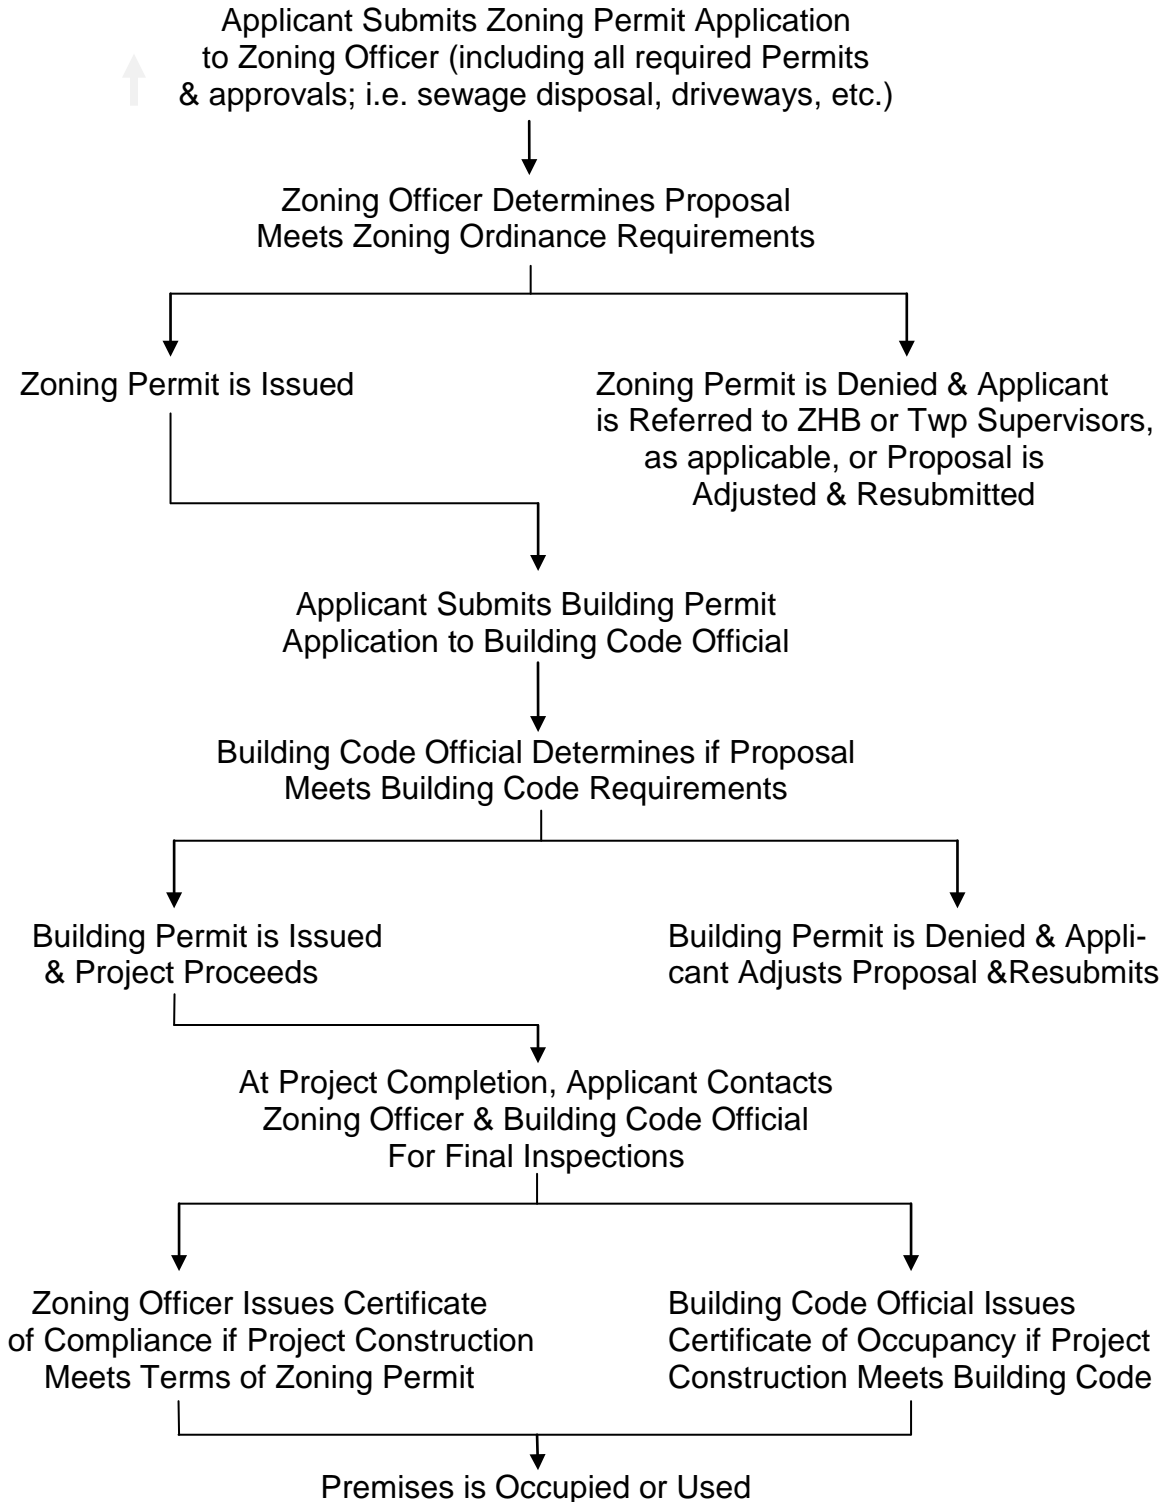 Applicant Submits Zoning Permit Application
to Zoning Officer (including all required Permits
& approvals; i.e. sewage disposal, driveways, etc.)
Zoning Officer Determines Proposal
Meets Zoning Ordinance Requirements
Zoning Permit is Issued
Zoning Permit is Denied & Applicant
is Referred to ZHB or Twp Supervisors,
as applicable, or Proposal is
Adjusted & Resubmitted
Applicant Submits Building Permit
Application to Building Code Official
Building Code Official Determines if Proposal
Meets Building Code Requirements
Building Permit is Issued
& Project Proceeds
Building Permit is Denied & Appli-
cant Adjusts Proposal &Resubmits
At Project Completion, Applicant Contacts
Zoning Officer & Building Code Official
For Final Inspections
Zoning Officer Issues Certificate
of Compliance if Project Construction
Meets Terms of Zoning Permit
Building Code Official Issues
Certificate of Occupancy if Project
Construction Meets Building Code
Premises is Occupied or Used